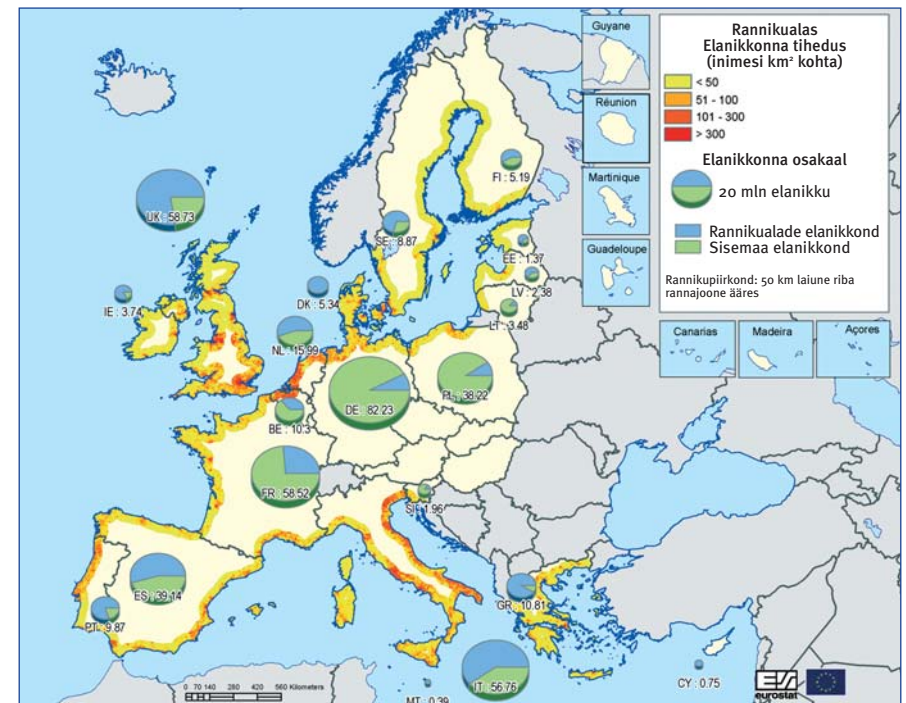 Guyane
Réunion
Martinique
Guadeloupe
Rannikualas
Elanikkonna tihedus
(inimesi km² kohta)
< 50
51 - 100
101 - 300
> 300
Elanikkonna osakaal
20 mln elanikku
Rannikualade elanikkond
Sisemaa elanikkond
Rannikupiirkond: 50 km laiune riba
rannajoone ääres
Canarias
Madeira
Açores
FI : 5.19
UK : 58.73
SE : 8.87
EE : 1.37
LV : 2.38
DK : 5.34
IE : 3.74
LT : 3.48
NL : 15.99
PL : 38.22
DE : 82.23
BE : 10.3
FR : 58.52
SI : 1.96
ES : 39.14
GR : 10.81
PT : 9.87
IT : 56.76
CY : 0.75
MT : 0.39
0 70 140 280 420 560 Kilometers
eurostat